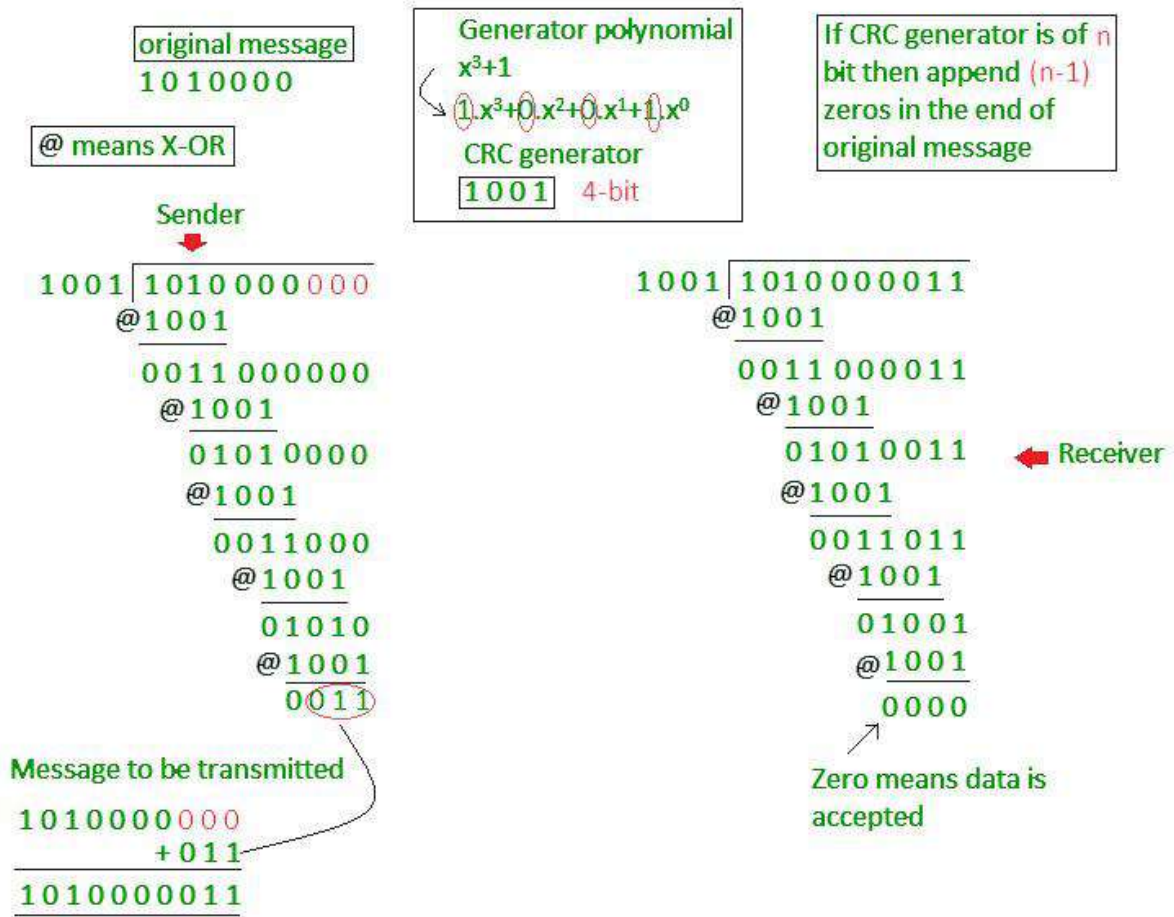 original message
1010000
@ means X-OR
Generator polynomial
x³+1
1.x³+0.x²+0.x¹+1.x⁰
CRC generator
1001 4-bit
If CRC generator is of n
bit then append (n-1)
zeros in the end of
original message
Sender
1001 1010000000
@1001
0011000000
@1001
01010000
@1001
0011000
@1001
01010
@1001
0011
Message to be transmitted
1010000000
+011
1010000011
1001 1010000011
@1001
0011000011
@1001
01010011
@1001
0011011
@1001
01001
@1001
0000
Receiver
Zero means data is
accepted